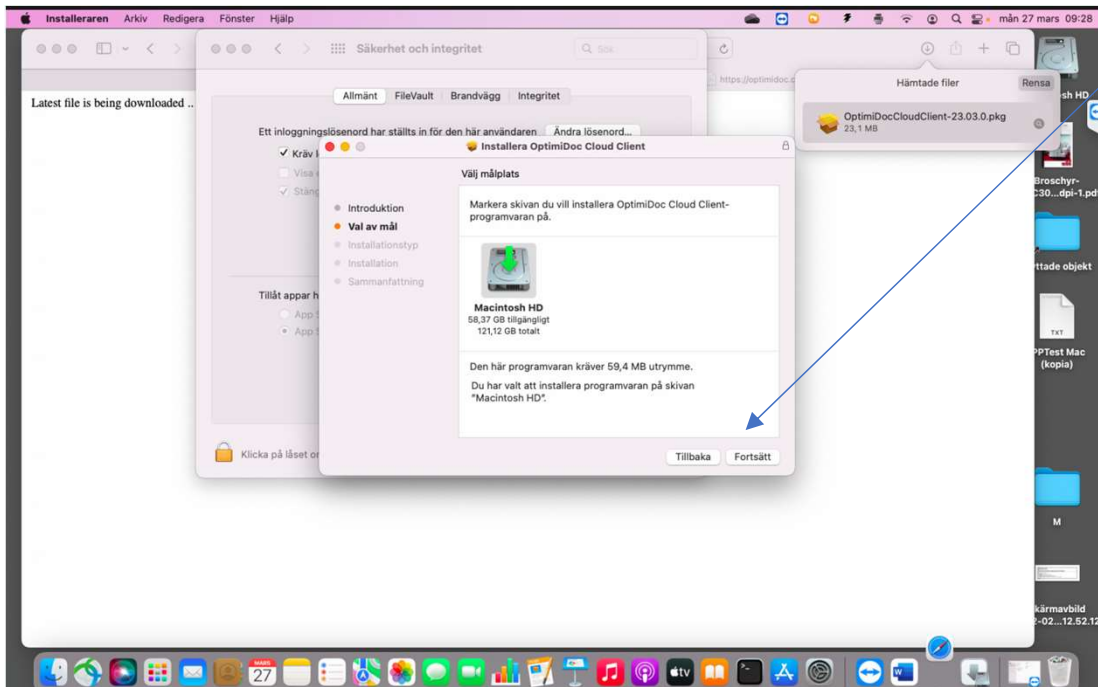 Installeraren Arkiv Redigera Fönster Hjälp
mån 27 mars 09:28
Säkerhet och integritet
Sök
https://optimidoc.c
Hämtade filer
Rensa
OptimiDocCloudClient-23.03.0.pkg
23,1 MB
Latest file is being downloaded ..
Allmänt FileVault Brandvägg Integritet
Ett inloggningslösenord har ställts in för den här användaren
Ändra lösenord...
Kräv
Visa
Stäng
Tillåt appar
App
App
Klicka på låset
Installera OptimiDoc Cloud Client
Välj målplats
Introduktion
Val av mål
Installationstyp
Installation
Sammanfattning
Markera skivan du vill installera OptimiDoc Cloud Client-
programvaran på.
Macintosh HD
58,37 GB tillgängligt
121,12 GB totalt
Den här programvaran kräver 59,4 MB utrymme.
Du har valt att installera programvaran på skivan
"Macintosh HD".
Tillbaka
Fortsätt
sh HD
Broschyr-
C30...dpi-1.pdf
ttade objekt
TXT
PPTest Mac
(kopia)
M
kärmavbild
2-02...12.52.12
MARS
27
tv